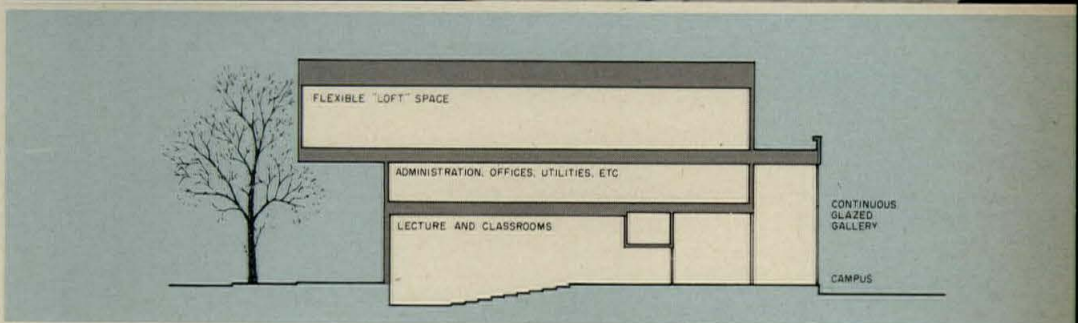 FLEXIBLE "LOFT" SPACE
ADMINISTRATION, OFFICES, UTILITIES, ETC
LECTURE AND CLASSROOMS
CONTINUOUS
GLAZED
GALLERY
CAMPUS